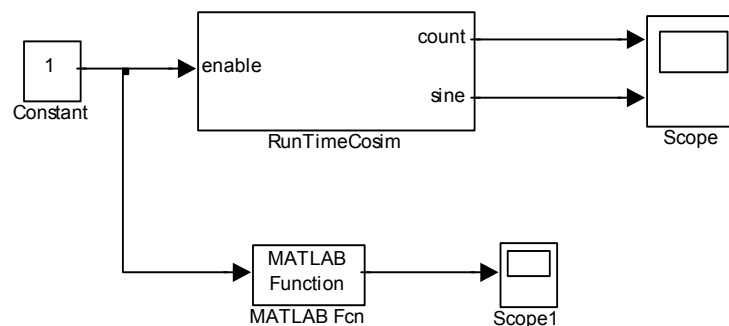 count
1
enable
sine
Constant
RunTimeCosim
Scope
MATLAB
Function
MATLAB Fcn
Scope1